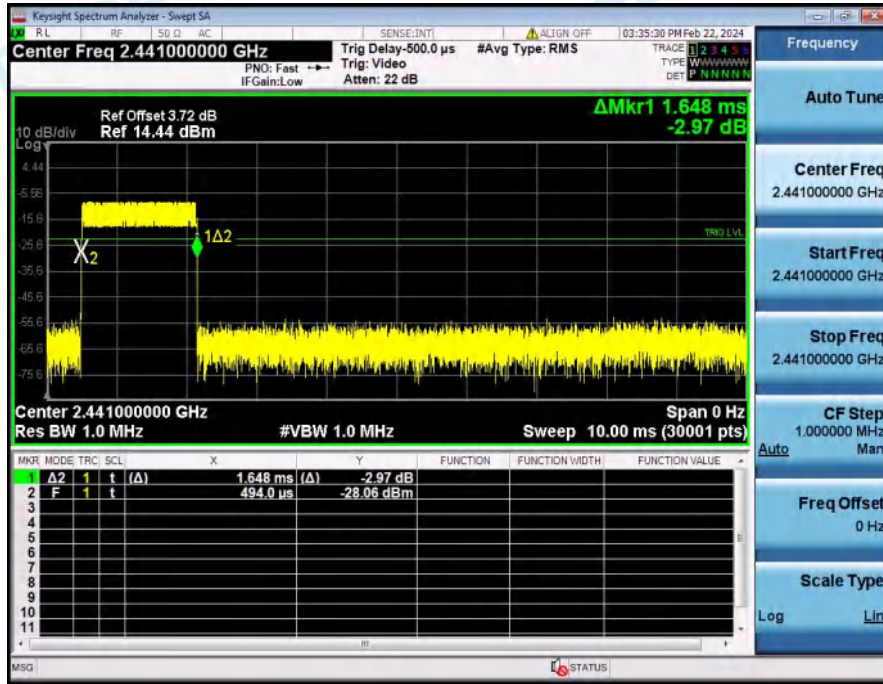 Keysight Spectrum Analyzer - Swept SA
LXI RL RF 50 Ω AC SENSE:INT ALIGN OFF 03:35:30 PM Feb 22, 2024
Center Freq 2.441000000 GHz
PNO: Fast
IFGain:Low
Trig Delay-500.0 µs
Trig: Video
Atten: 22 dB
#Avg Type: RMS
TRACE 1 2 3 4 5 6
TYPE WWWWWW
DET P N N N N N
ΔMkr1 1.648 ms
-2.97 dB
Ref Offset 3.72 dB
10 dB/div Ref 14.44 dBm
Log
4.44
-5.56
-15.6
-25.6
-35.6
-45.6
-55.6
-65.6
-75.6
X2
1Δ2
TRIG LVL
Center 2.441000000 GHz Span 0 Hz
Res BW 1.0 MHz #VBW 1.0 MHz Sweep 10.00 ms (30001 pts)
MKR MODE TRC SCL X Y FUNCTION FUNCTION WIDTH FUNCTION VALUE
1 Δ2 1 t (Δ) 1.648 ms (Δ) -2.97 dB
2 F 1 t 494.0 µs -28.06 dBm
3
4
5
6
7
8
9
10
11
MSG STATUS
Frequency
Auto Tune
Center Freq
2.441000000 GHz
Start Freq
2.441000000 GHz
Stop Freq
2.441000000 GHz
CF Step
1.000000 MHz
Auto Man
Freq Offset
0 Hz
Scale Type
Log Lin